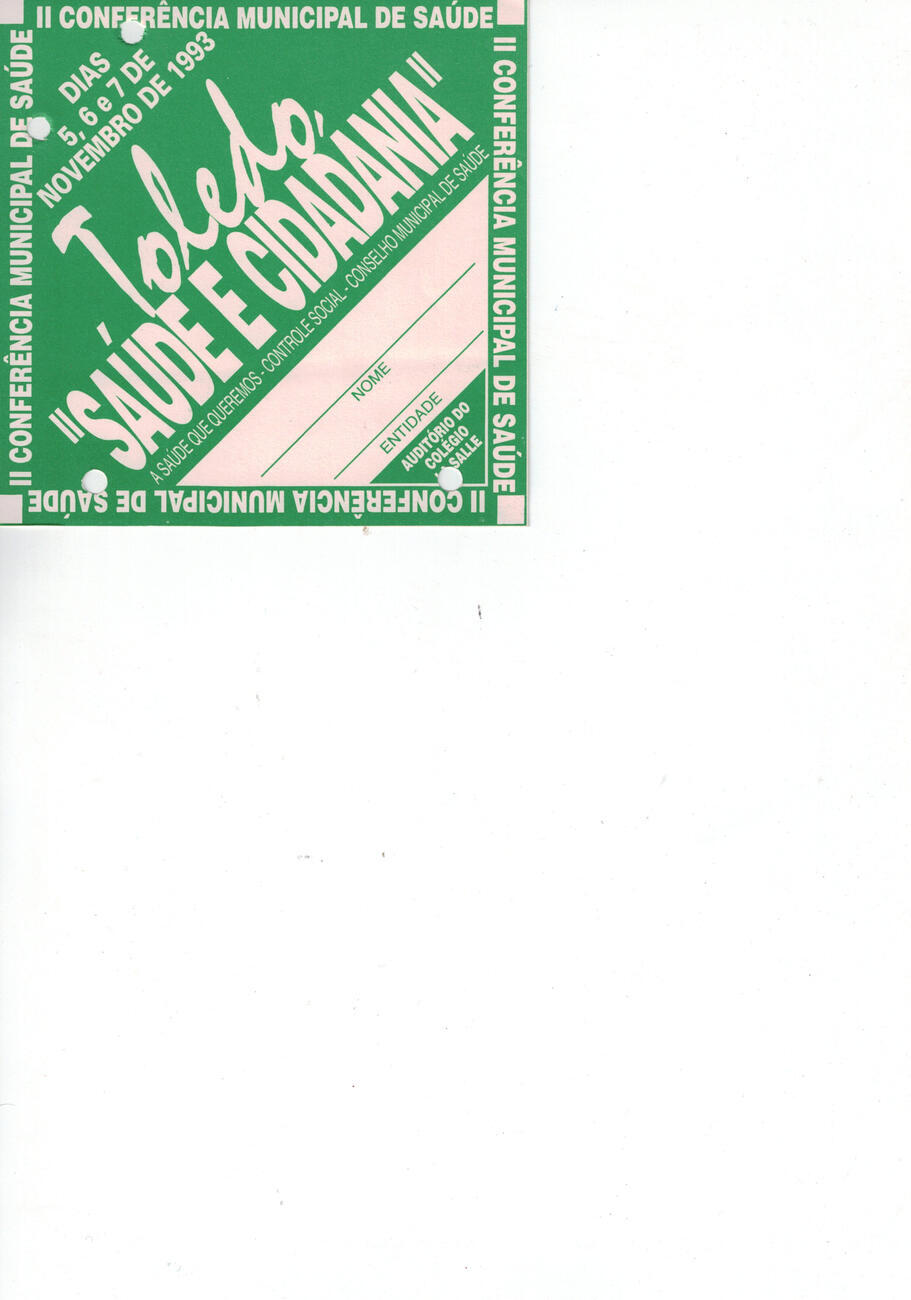 II CONFERÊNCIA MUNICIPAL DE SAÚDE
II CONFERÊNCIA MUNICIPAL DE SAÚDE
II CONFERÊNCIA MUNICIPAL DE SAÚDE
II CONFERÊNCIA MUNICIPAL DE SAÚDE
DIAS
5, 6 e 7 DE
NOVEMBRO DE 1993
Toledo,
"SAÚDE E CIDADANIA"
A SAÚDE QUE QUEREMOS - CONTROLE SOCIAL - CONSELHO MUNICIPAL DE SAÚDE
NOME
ENTIDADE
AUDITÓRIO DO
COLÉGIO
SALLE